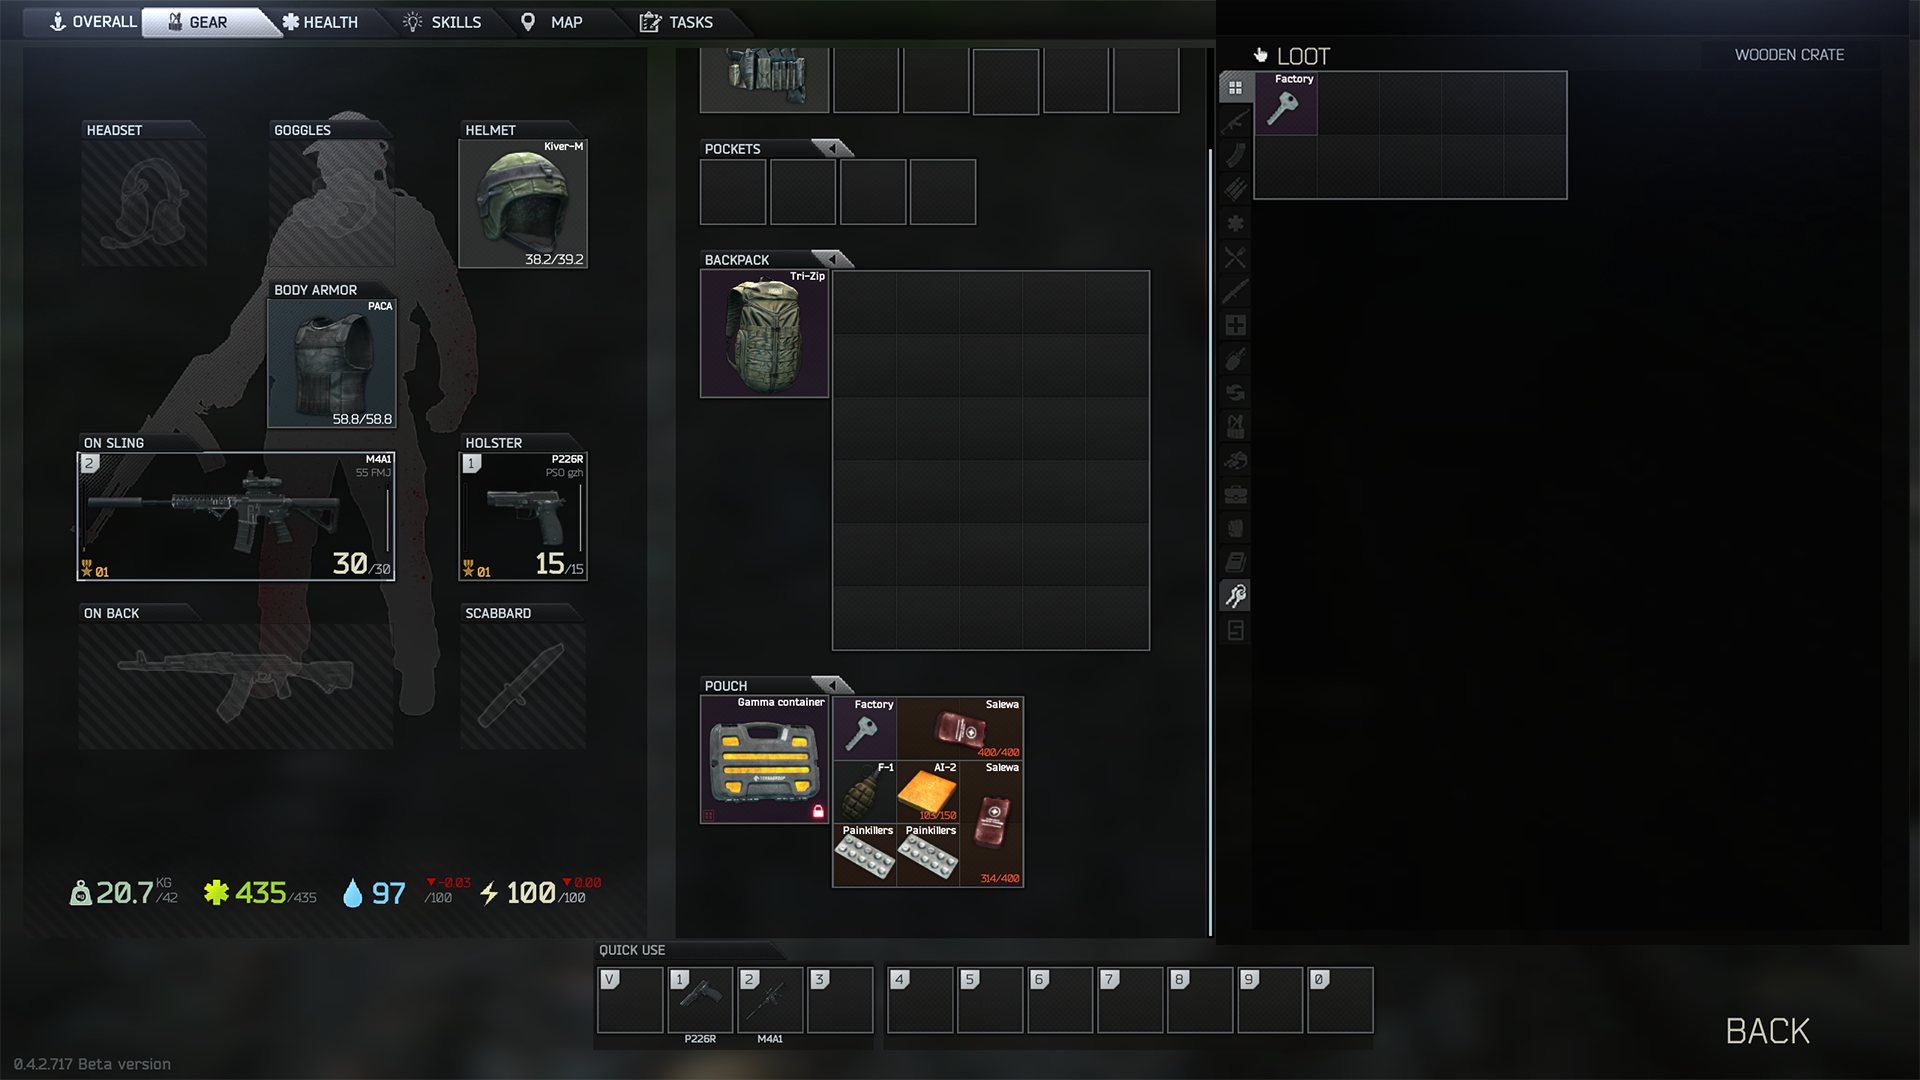 OVERALL
GEAR
HEALTH
SKILLS
MAP
TASKS
LOOT
WOODEN CRATE
Factory
HEADSET
GOGGLES
HELMET
Kiver-M
38.2/39.2
BODY ARMOR
PACA
58.8/58.8
ON SLING
2
M4A1
55 FMJ
01
30/30
HOLSTER
1
P226R
PSO gzh
01
15/15
ON BACK
SCABBARD
20.7 KG /42
435/435
97 -0.03 /100
100 0.00 /100
POCKETS
BACKPACK
Tri-Zip
POUCH
Gamma container
Factory
Salewa
400/400
F-1
AI-2
103/150
Salewa
314/400
Painkillers
Painkillers
QUICK USE
V
1
2
3
4
5
6
7
8
9
0
P226R
M4A1
BACK
0.4.2.717 Beta version